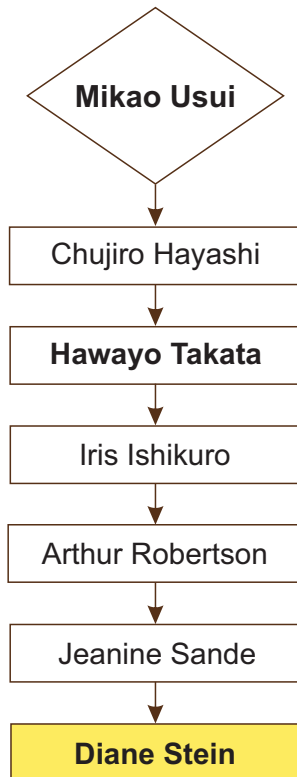 Mikao Usui
Chujiro Hayashi
Hawayo Takata
Iris Ishikuro
Arthur Robertson
Jeanine Sande
Diane Stein